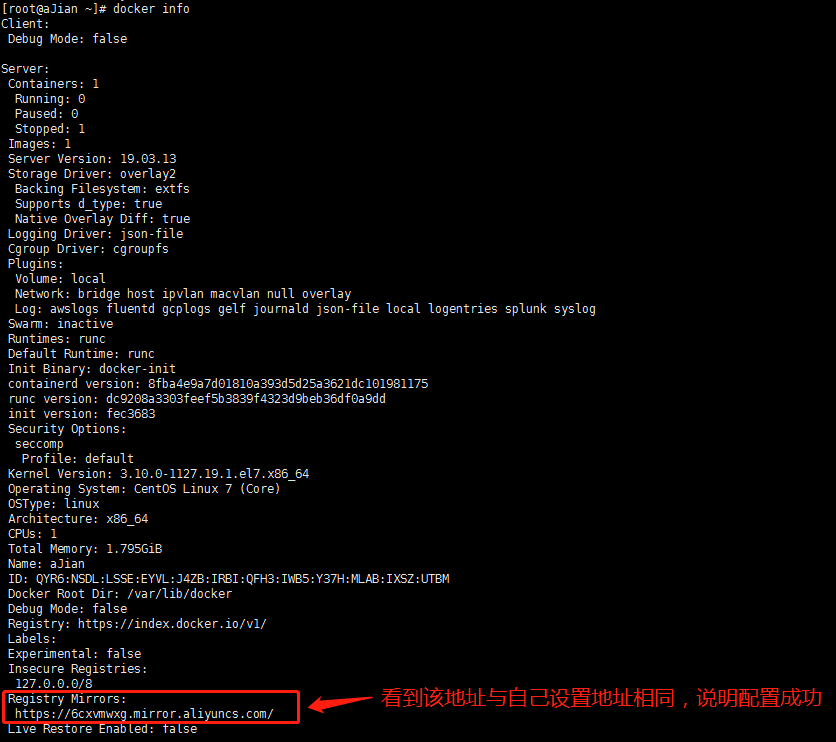 [root@aJian ~]# docker info
Client:
Debug Mode: false
Server:
Containers: 1
Running: 0
Paused: 0
Stopped: 1
Images: 1
Server Version: 19.03.13
Storage Driver: overlay2
Backing Filesystem: extfs
Supports d_type: true
Native Overlay Diff: true
Logging Driver: json-file
Cgroup Driver: cgroupfs
Plugins:
Volume: local
Network: bridge host ipvlan macvlan null overlay
Log: awslogs fluentd gcplogs gelf journald json-file local logentries splunk syslog
Swarm: inactive
Runtimes: runc
Default Runtime: runc
Init Binary: docker-init
containerd version: 8fba4e9a7d01810a393d5d25a3621dc101981175
runc version: dc9208a3303feef5b3839f4323d9beb36df0a9dd
init version: fec3683
Security Options:
seccomp
Profile: default
Kernel Version: 3.10.0-1127.19.1.el7.x86_64
Operating System: CentOS Linux 7 (Core)
OSType: linux
Architecture: x86_64
CPUs: 1
Total Memory: 1.795GiB
Name: aJian
ID: QYR6:NSDL:LSSE:EYVL:J4ZB:IRBI:QFH3:IWB5:Y37H:MLAB:IXSZ:UTBM
Docker Root Dir: /var/lib/docker
Debug Mode: false
Registry: https://index.docker.io/v1/
Labels:
Experimental: false
Insecure Registries:
127.0.0.0/8
Registry Mirrors:
https://6cxvmwxg.mirror.aliyuncs.com/
看到该地址与自己设置地址相同，说明配置成功
Live Restore Enabled: false